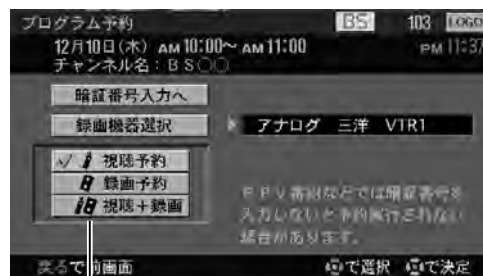 プログラム予約 BS 103 LOGO
12月10日(木) AM 10:00~ AM 11:00 PM 11:37
チャンネル名：BS○○
暗証番号入力へ
録画機器選択 アナログ 三洋 VTR1
視聴予約
録画予約
視聴+録画
PPV番組などでは暗証番号を
入力しないと予約実行されない
場合があります。
戻るで前画面 で選択 で決定